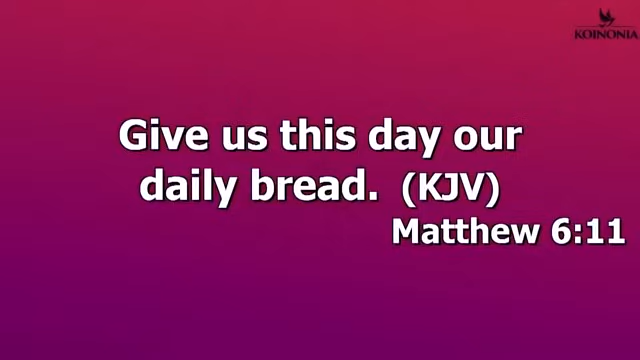 KOINONIA
Give us this day our
daily bread. (KJV)
Matthew 6:11